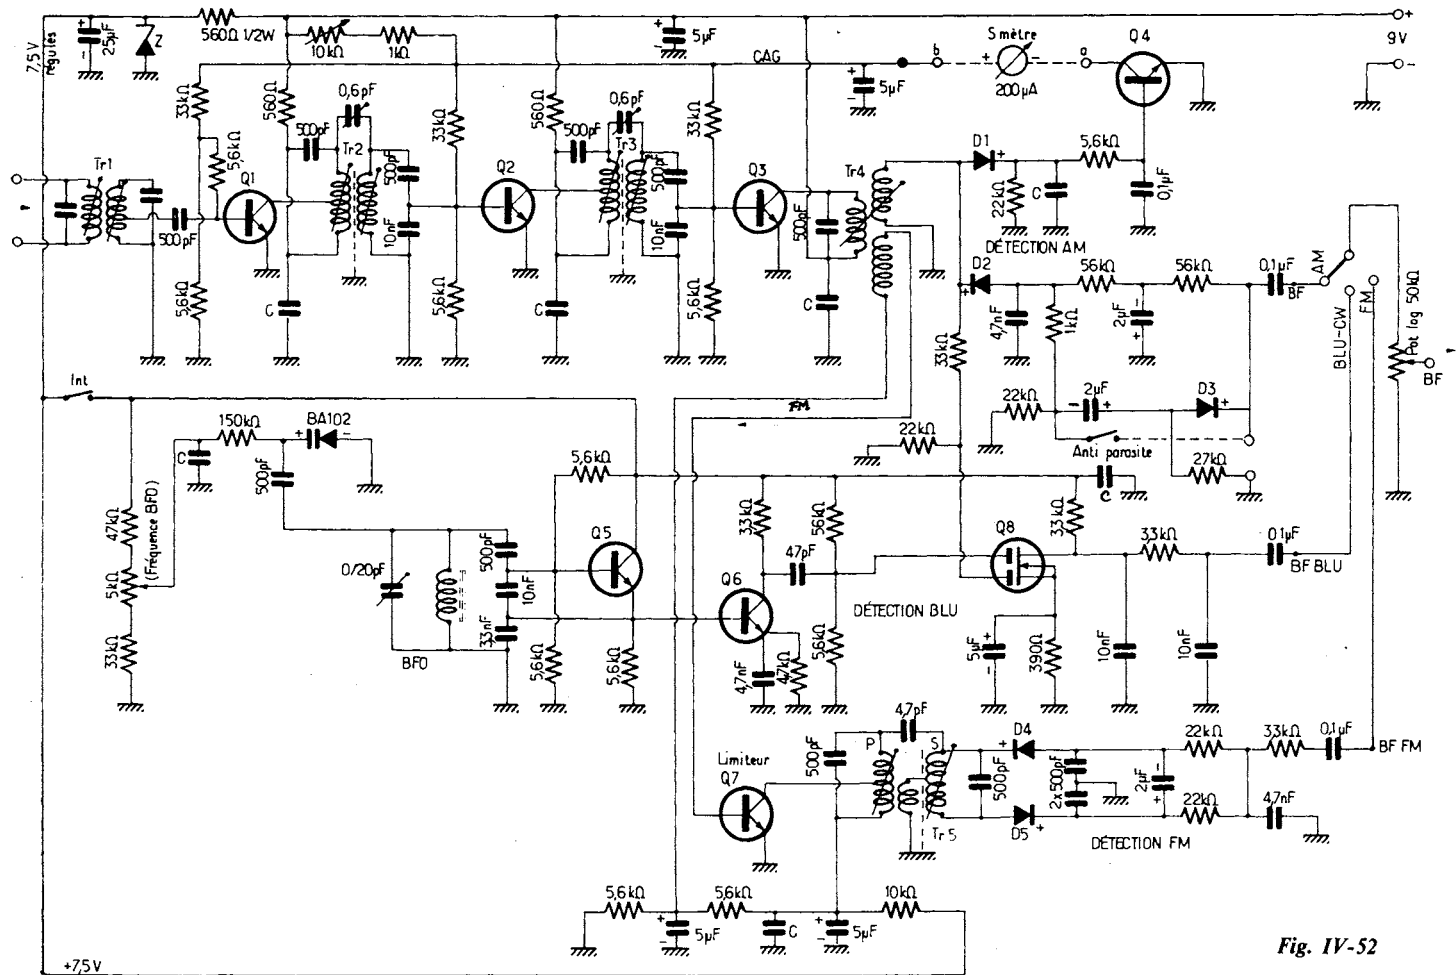 7,5V régulés
25µF
Z
560Ω 1/2W
10kΩ
1kΩ
5µF
CAG
5µF
b
S mètre
200µA
a
Q4
9V
33kΩ
5,6kΩ
560Ω
500pF
0,6pF
Tr2
500pF
10nF
33kΩ
560Ω
500pF
0,6pF
Tr3
500pF
10nF
33kΩ
Tr1
500pF
Q1
Q2
Q3
500pF
Tr4
5,6kΩ
C
5,6kΩ
C
5,6kΩ
C
D1
22kΩ
C
5,6kΩ
0,1µF
DÉTECTION AM
D2
4,7nF
1kΩ
56kΩ
2µF
56kΩ
0,1µF
BF
AM
FM
BLU-CW
Pot log 50kΩ
BF
33kΩ
22kΩ
2µF
D3
Anti parasite
27kΩ
22kΩ
FM
C
Int
150kΩ
BA102
C
500pF
47kΩ
5kΩ
(Fréquence BFO)
33kΩ
0/20pF
BFO
500pF
10nF
33nF
5,6kΩ
Q5
5,6kΩ
5,6kΩ
33kΩ
56kΩ
47pF
Q6
4,7nF
4,7kΩ
5,6kΩ
DÉTECTION BLU
Q8
33kΩ
5µF
390Ω
3,3kΩ
10nF
10nF
0,1µF
BF BLU
Limiteur
Q7
500pF
4,7pF
P
S
Tr5
500pF
D4
D5
2x500pF
2µF
22kΩ
22kΩ
33kΩ
0,1µF
BF FM
4,7nF
DÉTECTION FM
5,6kΩ
5,6kΩ
10kΩ
5µF
C
5µF
+7,5V
Fig. IV-52